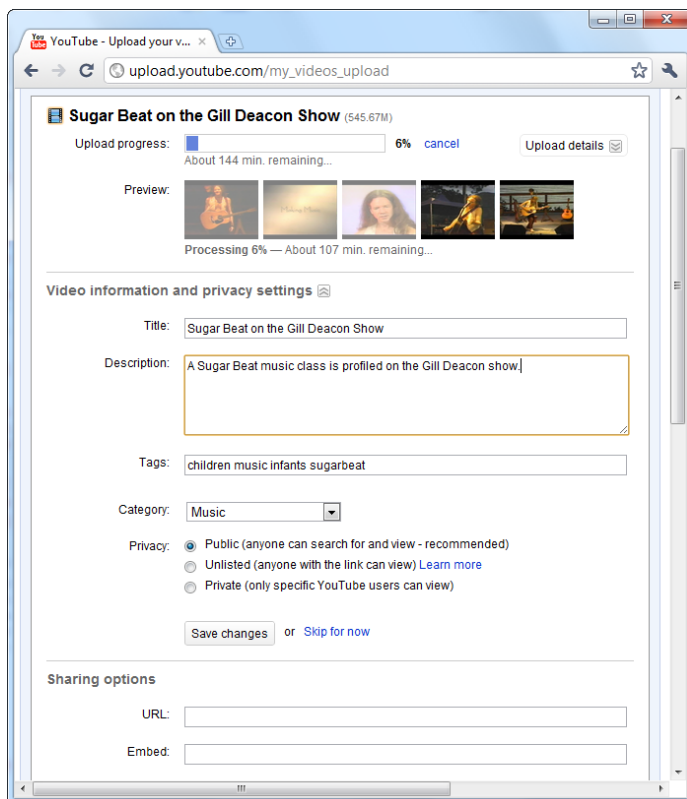 You Tube YouTube - Upload your v...
upload.youtube.com/my_videos_upload
Sugar Beat on the Gill Deacon Show (545.67M)
Upload progress: 6% cancel Upload details
About 144 min. remaining...
Preview:
Processing 6% — About 107 min. remaining...
Video information and privacy settings
Title: Sugar Beat on the Gill Deacon Show
Description: A Sugar Beat music class is profiled on the Gill Deacon show.
Tags: children music infants sugarbeat
Category: Music
Privacy: Public (anyone can search for and view - recommended)
Unlisted (anyone with the link can view) Learn more
Private (only specific YouTube users can view)
Save changes or Skip for now
Sharing options
URL:
Embed: